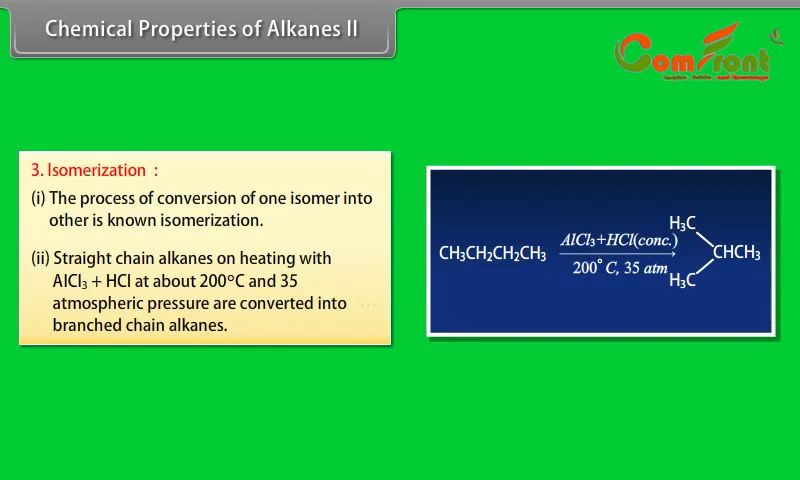 Chemical Properties of Alkanes II
ComFront
3. Isomerization :
(i) The process of conversion of one isomer into
other is known isomerization.
(ii) Straight chain alkanes on heating with
AlCl₃ + HCl at about 200°C and 35
atmospheric pressure are converted into
branched chain alkanes.
H₃C
AlCl₃+HCl(conc.)
CH₃CH₂CH₂CH₃ CHCH₃
200° C, 35 atm
H₃C